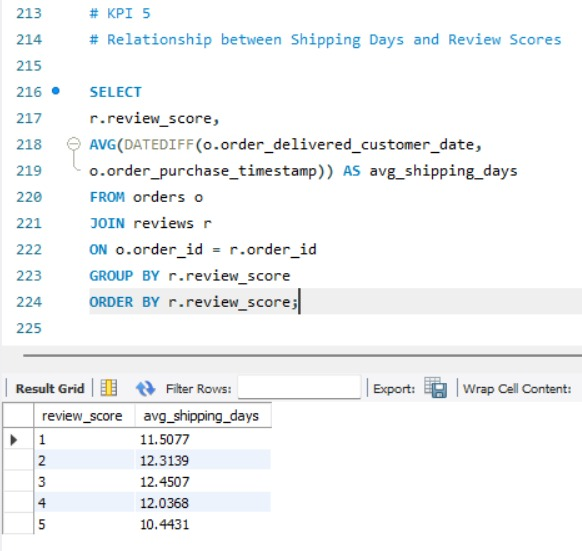 213 # KPI 5
214 # Relationship between Shipping Days and Review Scores
215
216 SELECT
217 r.review_score,
218 AVG(DATEDIFF(o.order_delivered_customer_date,
219 o.order_purchase_timestamp)) AS avg_shipping_days
220 FROM orders o
221 JOIN reviews r
222 ON o.order_id = r.order_id
223 GROUP BY r.review_score
224 ORDER BY r.review_score;
225
Result Grid Filter Rows: Export: Wrap Cell Content:
review_score avg_shipping_days
1 11.5077
2 12.3139
3 12.4507
4 12.0368
5 10.4431